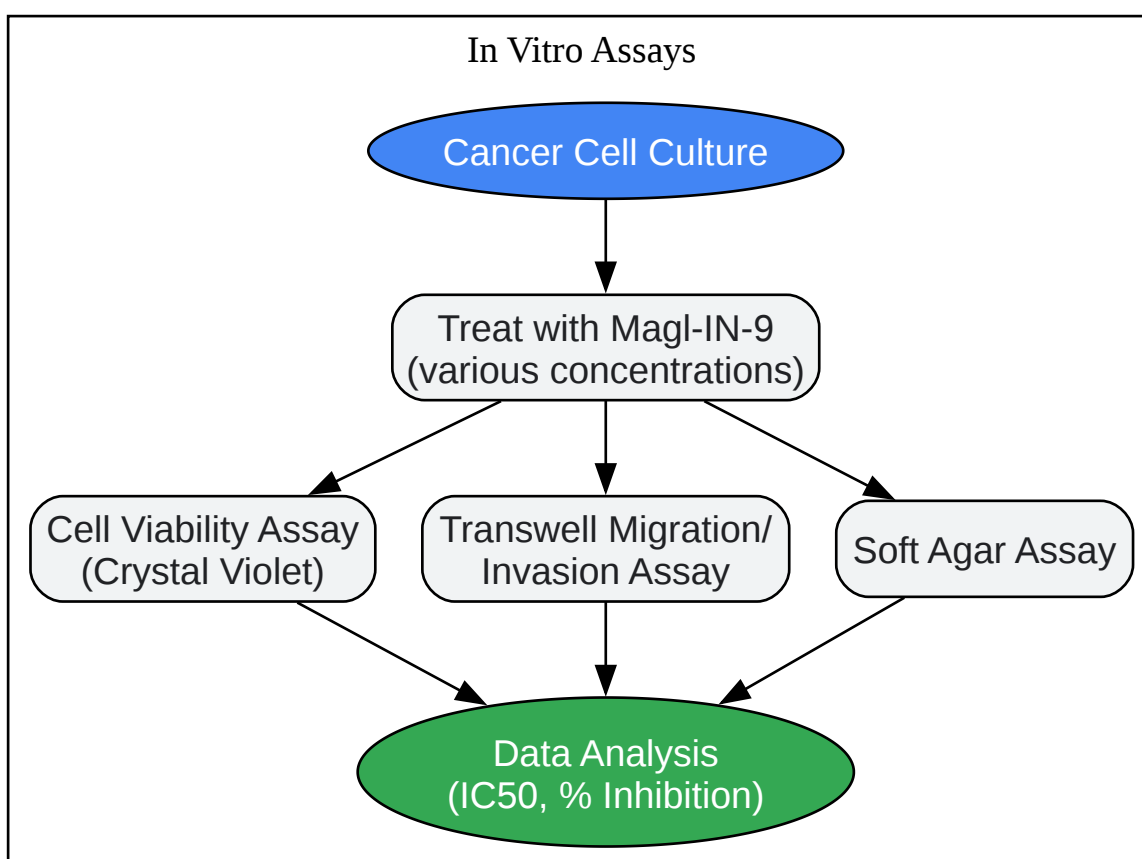 In Vitro Assays
Cancer Cell Culture
Treat with Magl-IN-9
(various concentrations)
Cell Viability Assay
(Crystal Violet)
Transwell Migration/
Invasion Assay
Soft Agar Assay
Data Analysis
(IC50, % Inhibition)